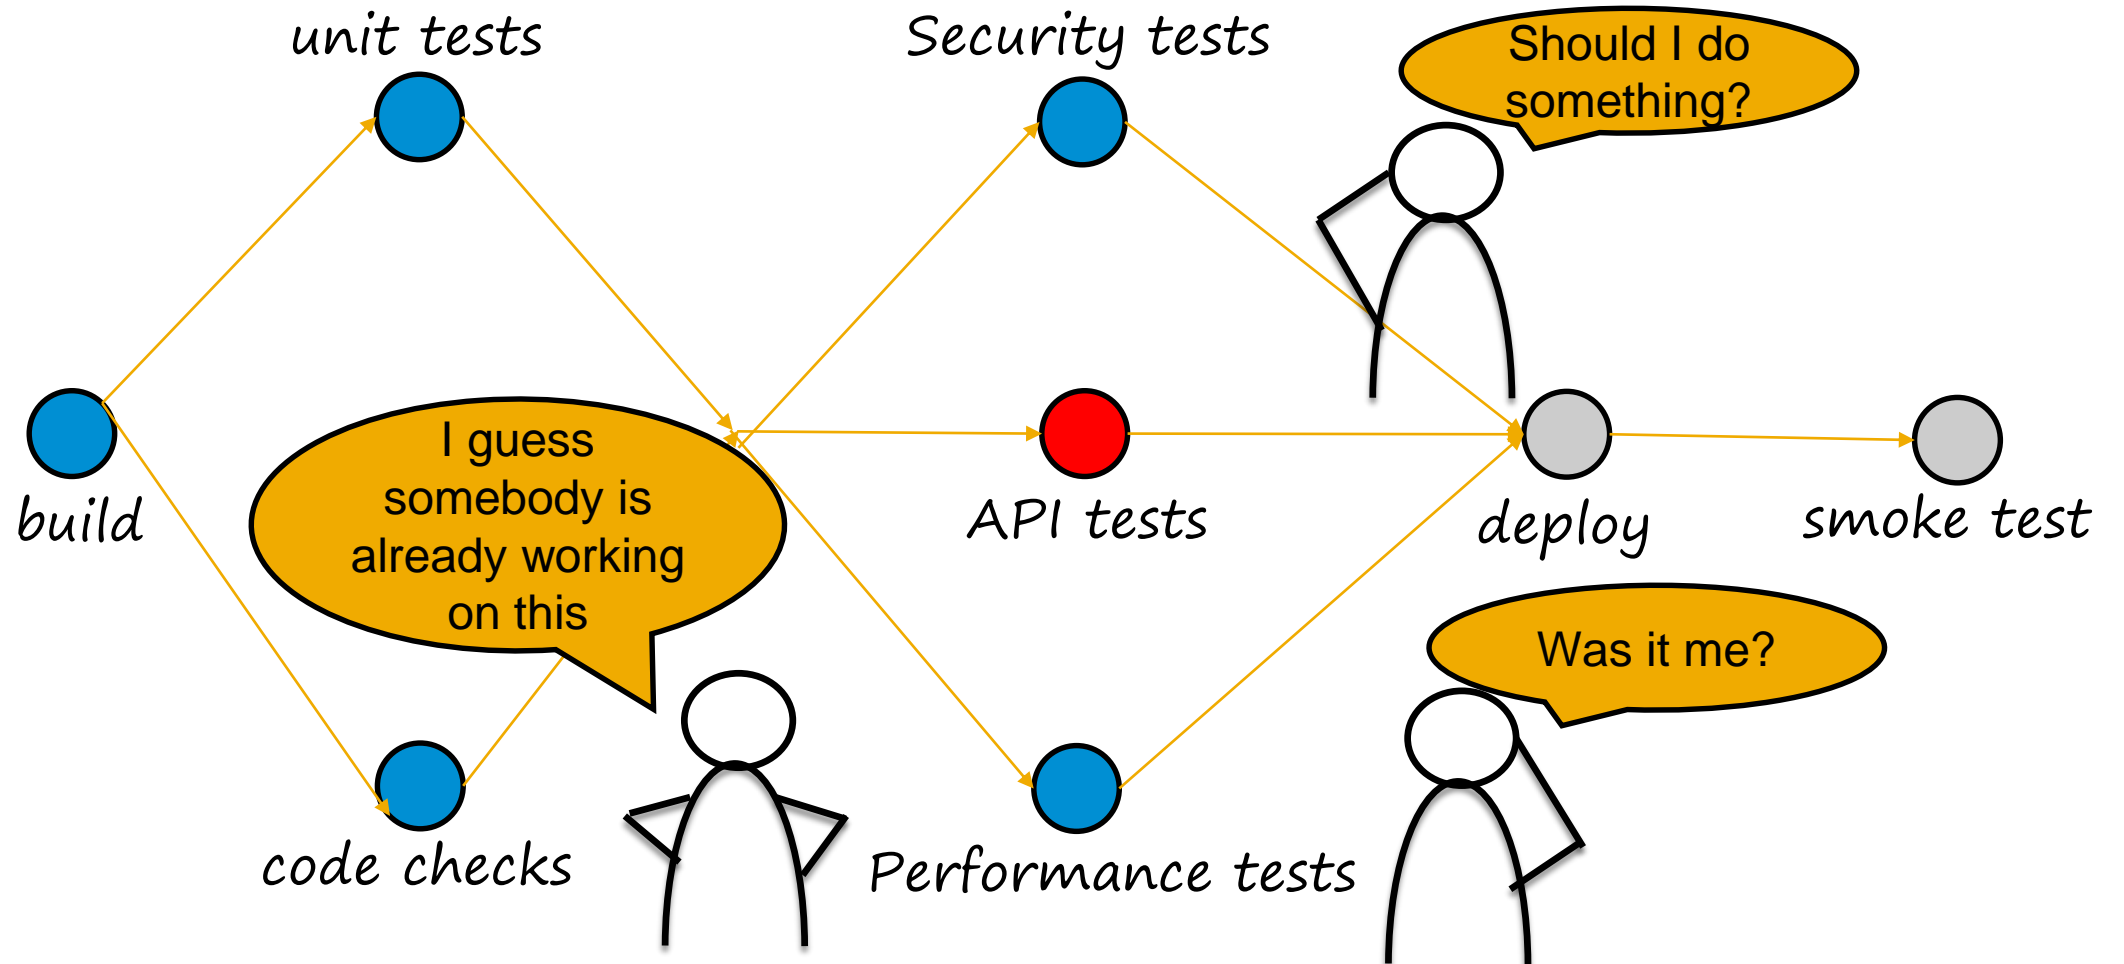 unit tests
Security tests
Should I do
something?
I guess
somebody is
already working
on this
build
API tests
deploy
smoke test
Was it me?
code checks
Performance tests